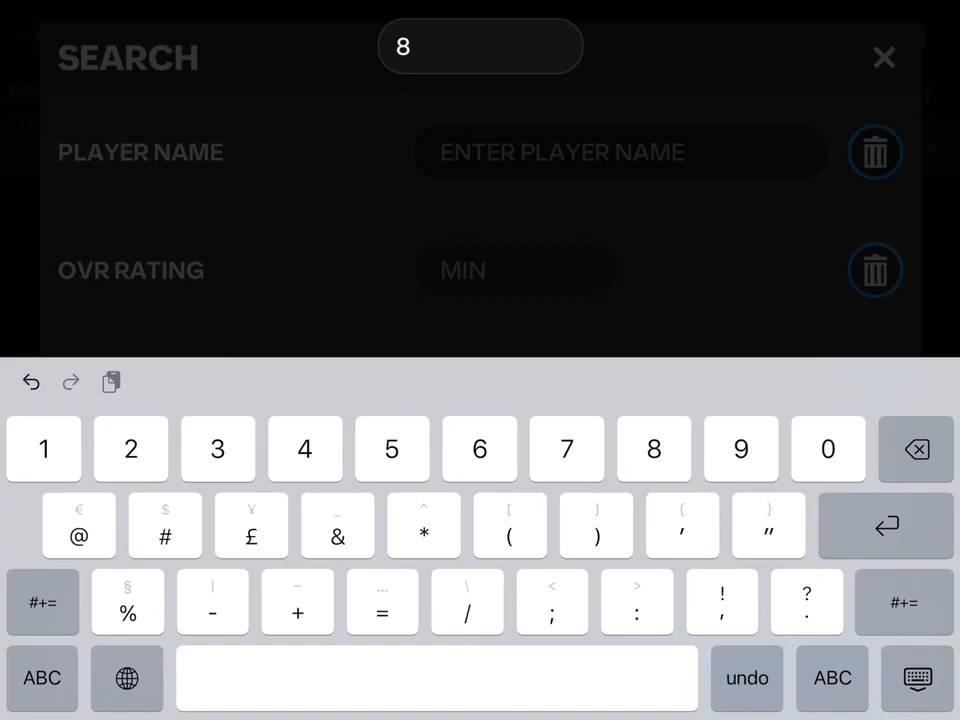 8
SEARCH
PLAYER NAME
ENTER PLAYER NAME
OVR RATING
MIN
1 2 3 4 5 6 7 8 9 0
€ $ ¥ _ ^ [ ] { }
@ # £ & * ( ) ' "
§ | ~ … \ < > ! ?
#+= % - + = / ; : , . #+=
ABC undo ABC